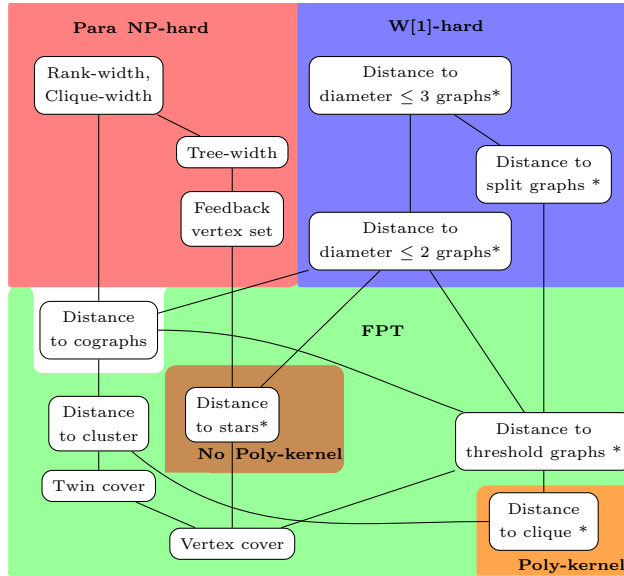 Para NP-hard
W[1]-hard
Rank-width,
Clique-width
Distance to
diameter ≤ 3 graphs*
Tree-width
Distance to
split graphs *
Feedback
vertex set
Distance to
diameter ≤ 2 graphs*
Distance
to cographs
FPT
Distance
to cluster
Distance
to stars*
No Poly-kernel
Distance to
threshold graphs *
Twin cover
Distance
to clique *
Vertex cover
Poly-kernel